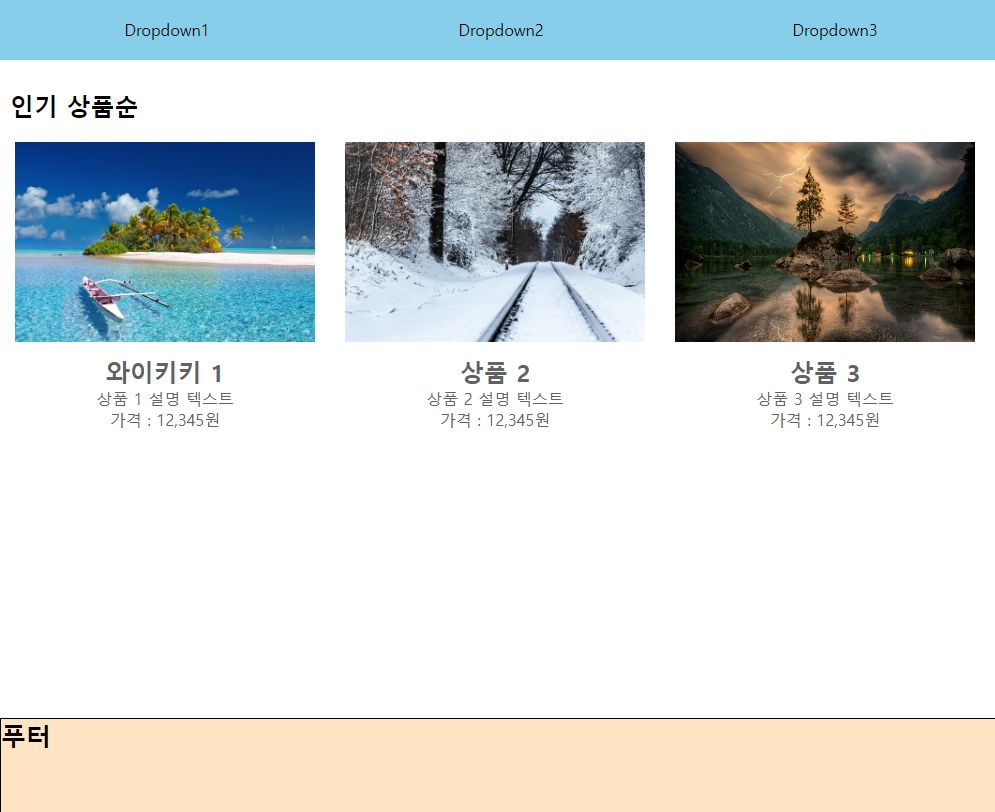 Dropdown1 Dropdown2 Dropdown3
인기 상품순
와이키키 1 상품 2 상품 3
상품 1 설명 텍스트 상품 2 설명 텍스트 상품 3 설명 텍스트
가격 : 12,345원 가격 : 12,345원 가격 : 12,345원
푸터